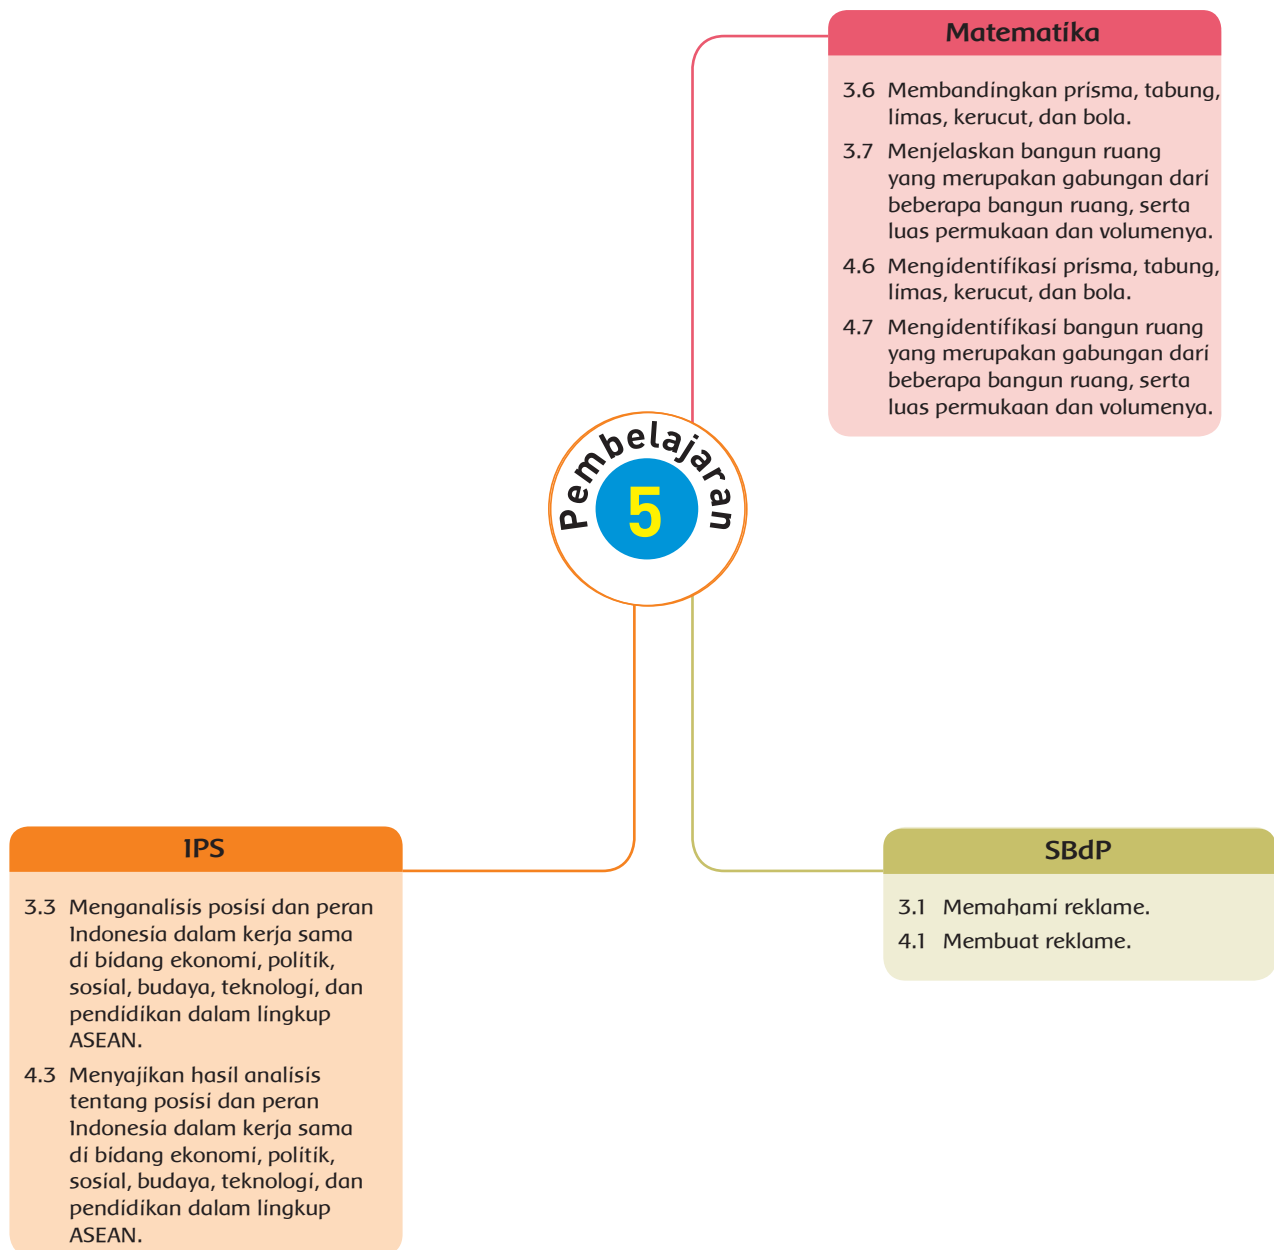 Matematika
3.6 Membandingkan prisma, tabung,
limas, kerucut, dan bola.
3.7 Menjelaskan bangun ruang
yang merupakan gabungan dari
beberapa bangun ruang, serta
luas permukaan dan volumenya.
4.6 Mengidentifikasi prisma, tabung,
limas, kerucut, dan bola.
4.7 Mengidentifikasi bangun ruang
yang merupakan gabungan dari
beberapa bangun ruang, serta
luas permukaan dan volumenya.
Pembelajaran
5
IPS
3.3 Menganalisis posisi dan peran
Indonesia dalam kerja sama
di bidang ekonomi, politik,
sosial, budaya, teknologi, dan
pendidikan dalam lingkup
ASEAN.
4.3 Menyajikan hasil analisis
tentang posisi dan peran
Indonesia dalam kerja sama
di bidang ekonomi, politik,
sosial, budaya, teknologi, dan
pendidikan dalam lingkup
ASEAN.
SBdP
3.1 Memahami reklame.
4.1 Membuat reklame.